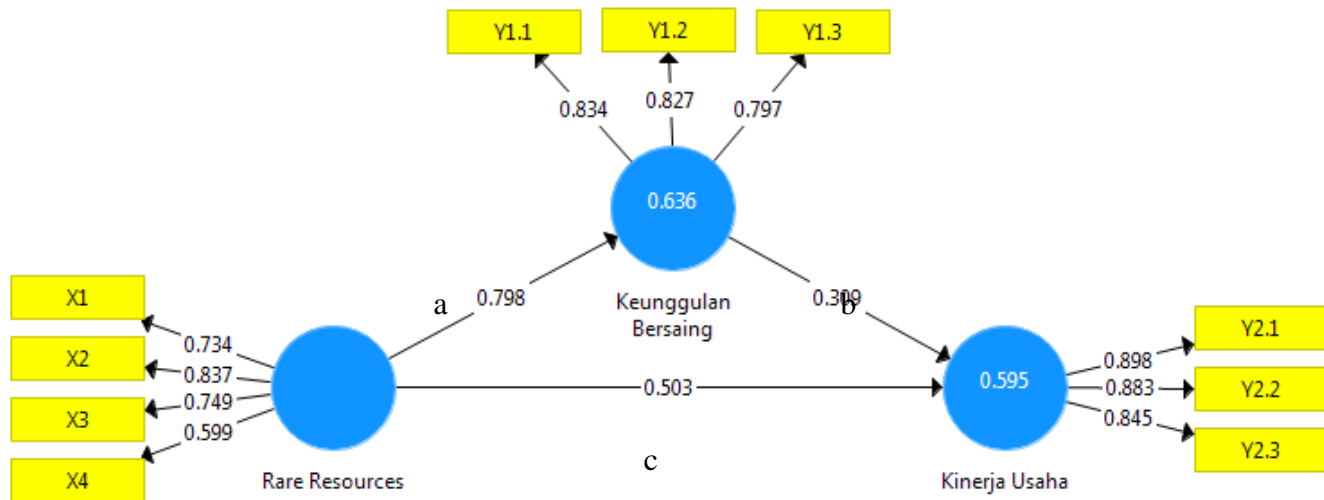 Y1.1
Y1.2
Y1.3
0.834
0.827
0.797
0.636
Keunggulan
Bersaing
a
0.798
0.309
b
X1
X2
X3
X4
0.734
0.837
0.749
0.599
Rare Resources
0.503
c
0.595
Kinerja Usaha
0.898
0.883
0.845
Y2.1
Y2.2
Y2.3